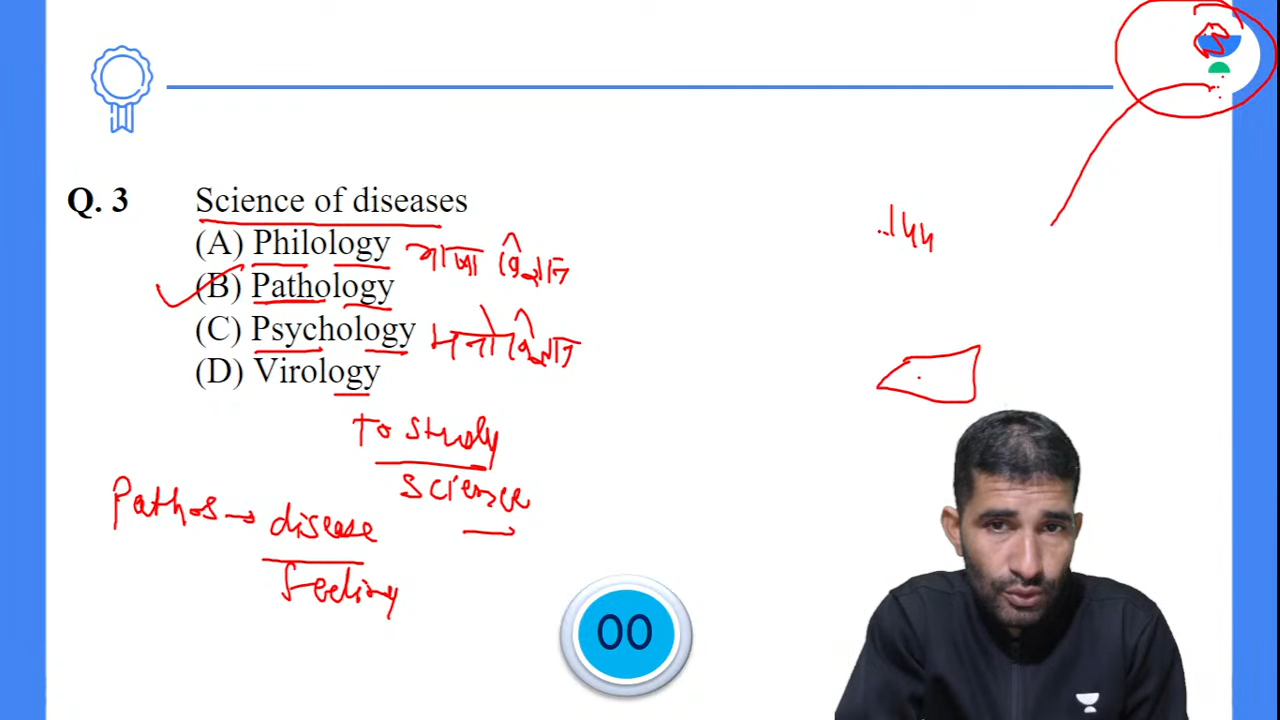 Q. 3 Science of diseases
(A) Philology भाषा विज्ञान
(B) Pathology
(C) Psychology मनोविज्ञान
(D) Virology
To study
science
Pathos → disease
feeling
00